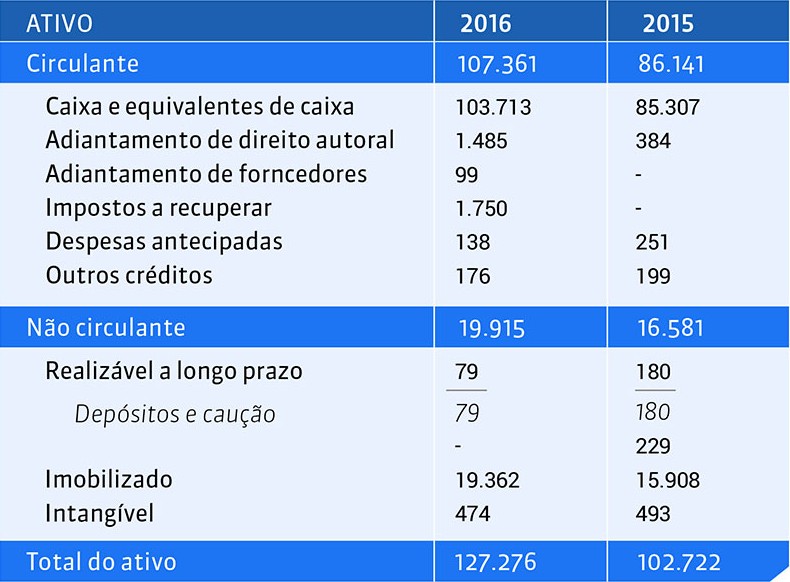 ATIVO 2016 2015
Circulante 107.361 86.141
Caixa e equivalentes de caixa 103.713 85.307
Adiantamento de direito autoral 1.485 384
Adiantamento de forncedores 99 -
Impostos a recuperar 1.750 -
Despesas antecipadas 138 251
Outros créditos 176 199
Não circulante 19.915 16.581
Realizável a longo prazo 79 180
Depósitos e caução 79 180
- 229
Imobilizado 19.362 15.908
Intangível 474 493
Total do ativo 127.276 102.722